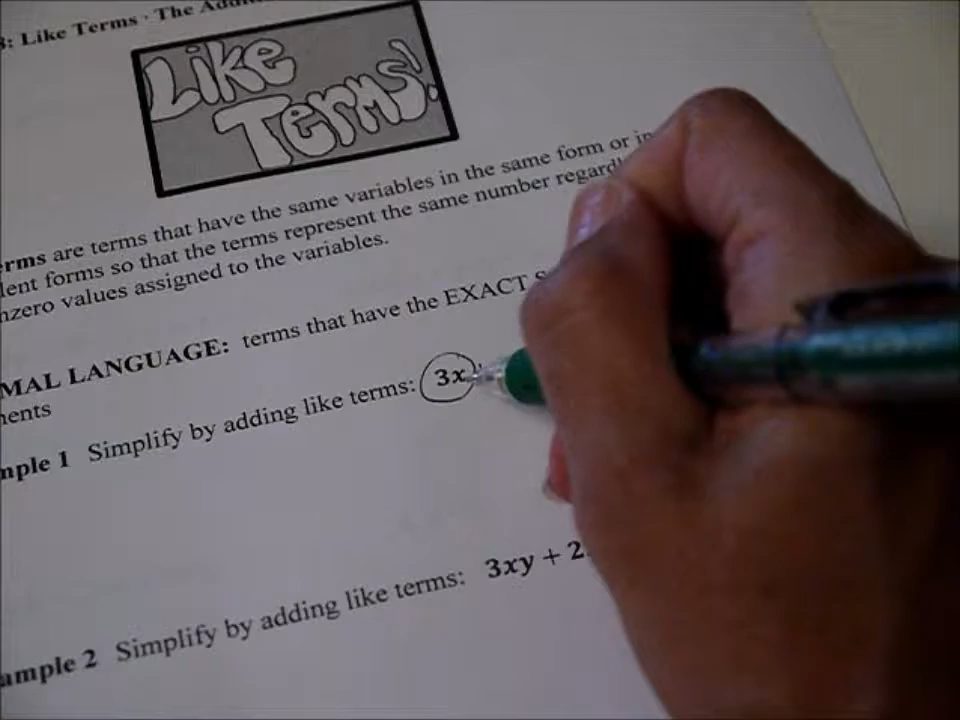 3: Like Terms · The
Like
Terms!
rms are terms that have the same variables in the same form or in
lent forms so that the terms represent the same number regard
nzero values assigned to the variables.
MAL LANGUAGE: terms that have the EXACT S
ents
mple 1 Simplify by adding like terms: 3x
ample 2 Simplify by adding like terms: 3xy + 2